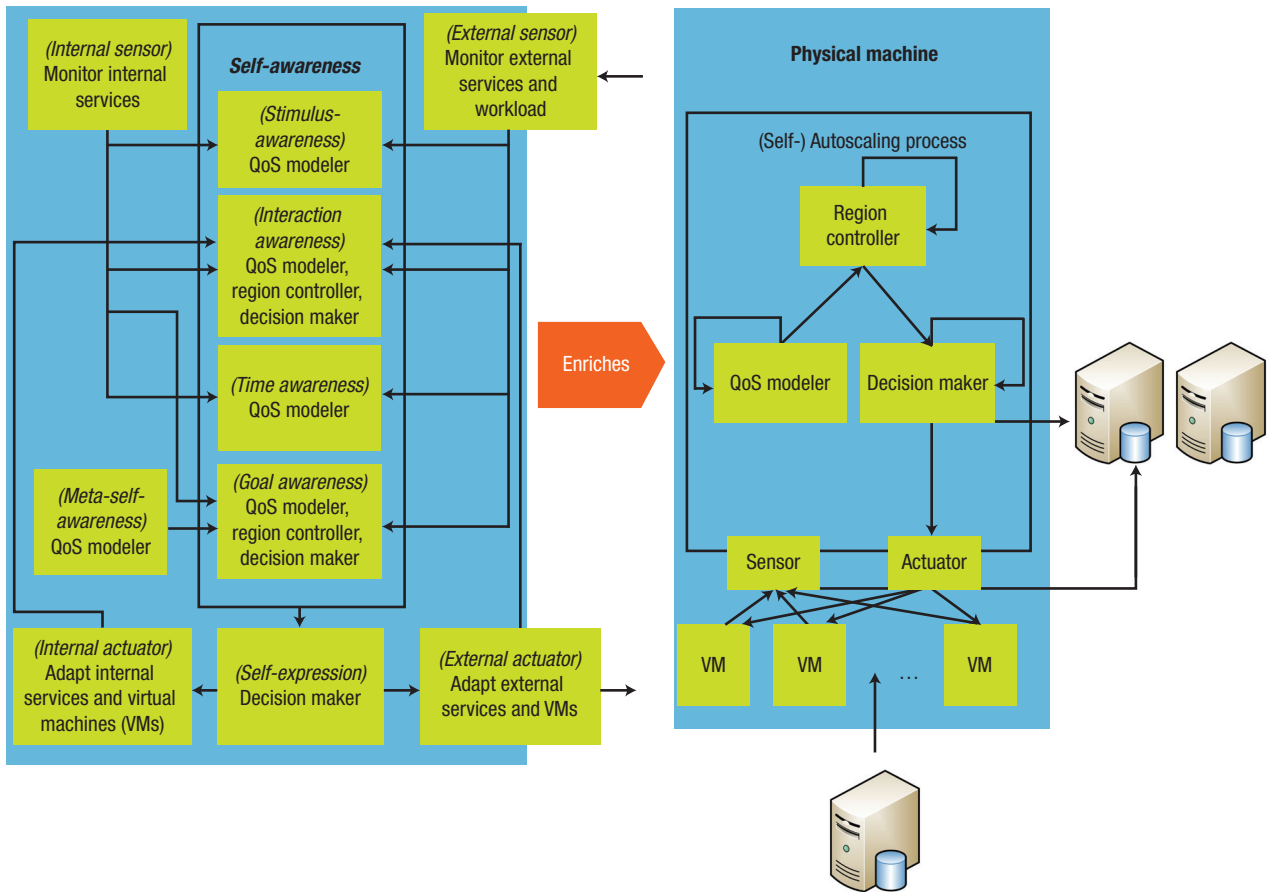 (Internal sensor)
Monitor internal
services
Self-awareness
(External sensor)
Monitor external
services and
workload
(Stimulus-
awareness)
QoS modeler
(Interaction
awareness)
QoS modeler,
region controller,
decision maker
(Time awareness)
QoS modeler
(Meta-self-
awareness)
QoS modeler
(Goal awareness)
QoS modeler,
region controller,
decision maker
(Internal actuator)
Adapt internal
services and virtual
machines (VMs)
(Self-expression)
Decision maker
(External actuator)
Adapt external
services and VMs
Enriches
Physical machine
(Self-) Autoscaling process
Region
controller
QoS modeler
Decision maker
Sensor
Actuator
VM
VM
...
VM